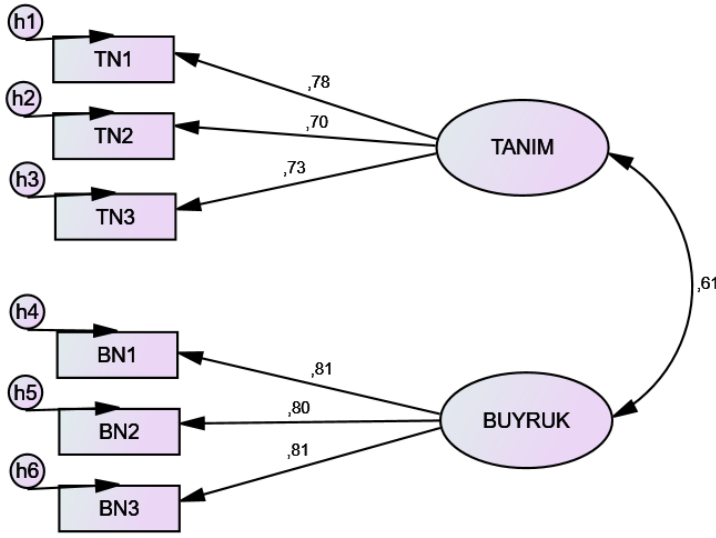 h1
TN1
,78
h2
TN2
,70
TANIM
h3
TN3
,73
,61
h4
BN1
,81
h5
BN2
,80
BUYRUK
h6
BN3
,81